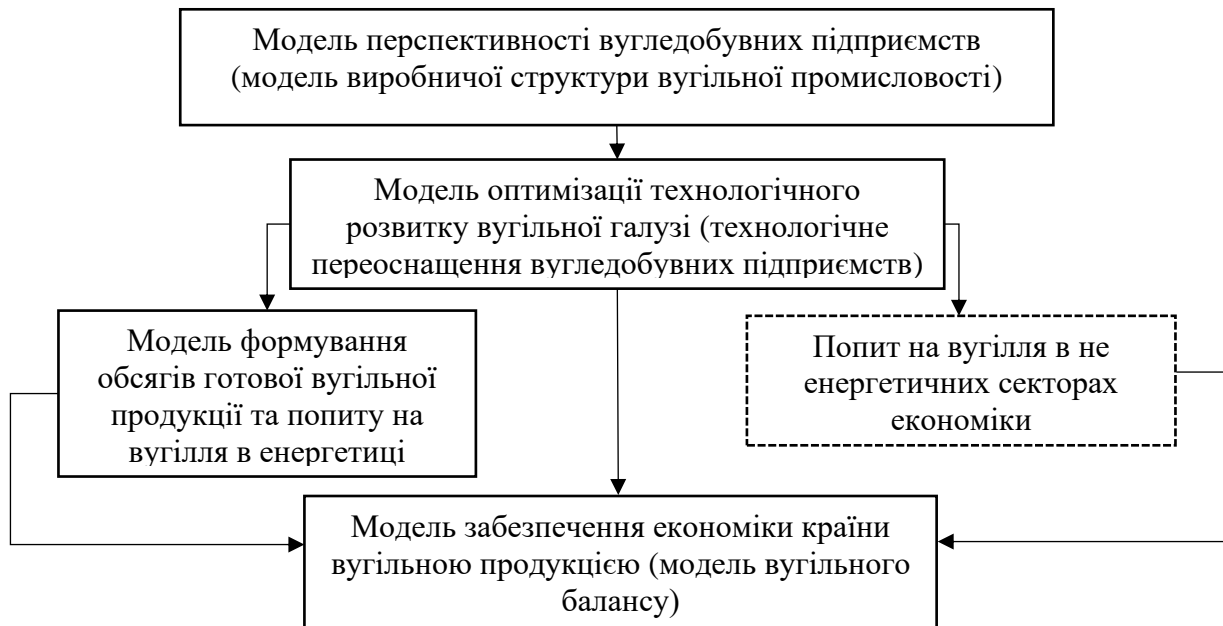 Модель перспективності вугледобувних підприємств
(модель виробничої структури вугільної промисловості)
Модель оптимізації технологічного
розвитку вугільної галузі (технологічне
переоснащення вугледобувних підприємств)
Модель формування
обсягів готової вугільної
продукції та попиту на
вугілля в енергетиці
Попит на вугілля в не
енергетичних секторах
економіки
Модель забезпечення економіки країни
вугільною продукцією (модель вугільного
балансу)